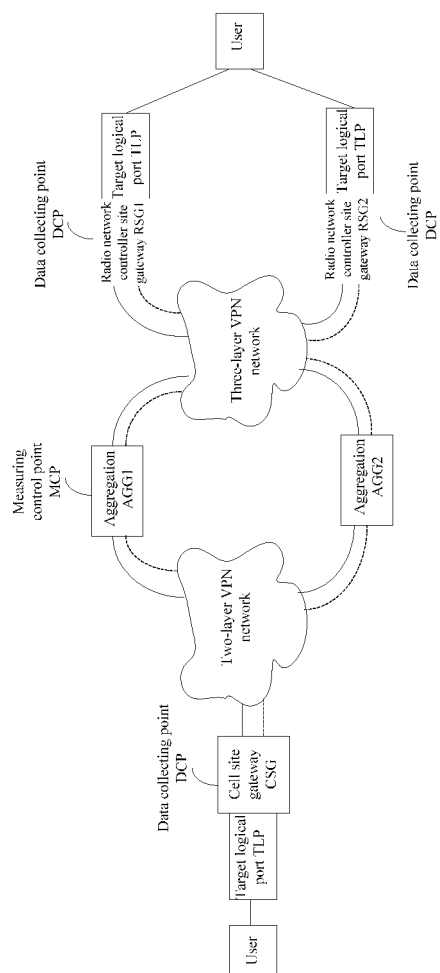 User
Target logical
port TLP
Cell site
gateway
CSG
Data collecting point
DCP
Two-layer VPN
network
Measuring
control point
MCP
Aggregation
AGG1
Aggregation
AGG2
Three-layer VPN
network
Data collecting point
DCP
Radio network
controller site
gateway RSG1
Target logical
port TLP
Radio network
controller site
gateway RSG2
Target logical
port TLP
Data collecting point
DCP
User